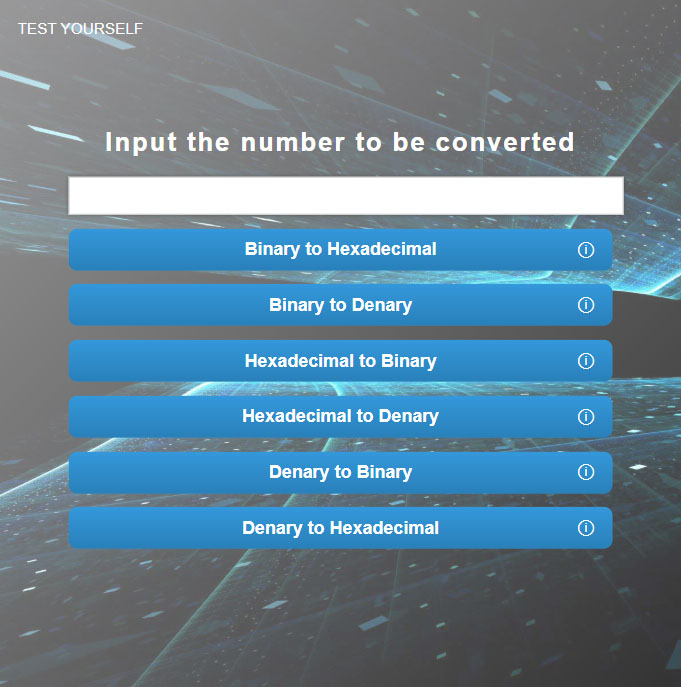 TEST YOURSELF
Input the number to be converted
Binary to Hexadecimal ⓘ
Binary to Denary ⓘ
Hexadecimal to Binary ⓘ
Hexadecimal to Denary ⓘ
Denary to Binary ⓘ
Denary to Hexadecimal ⓘ